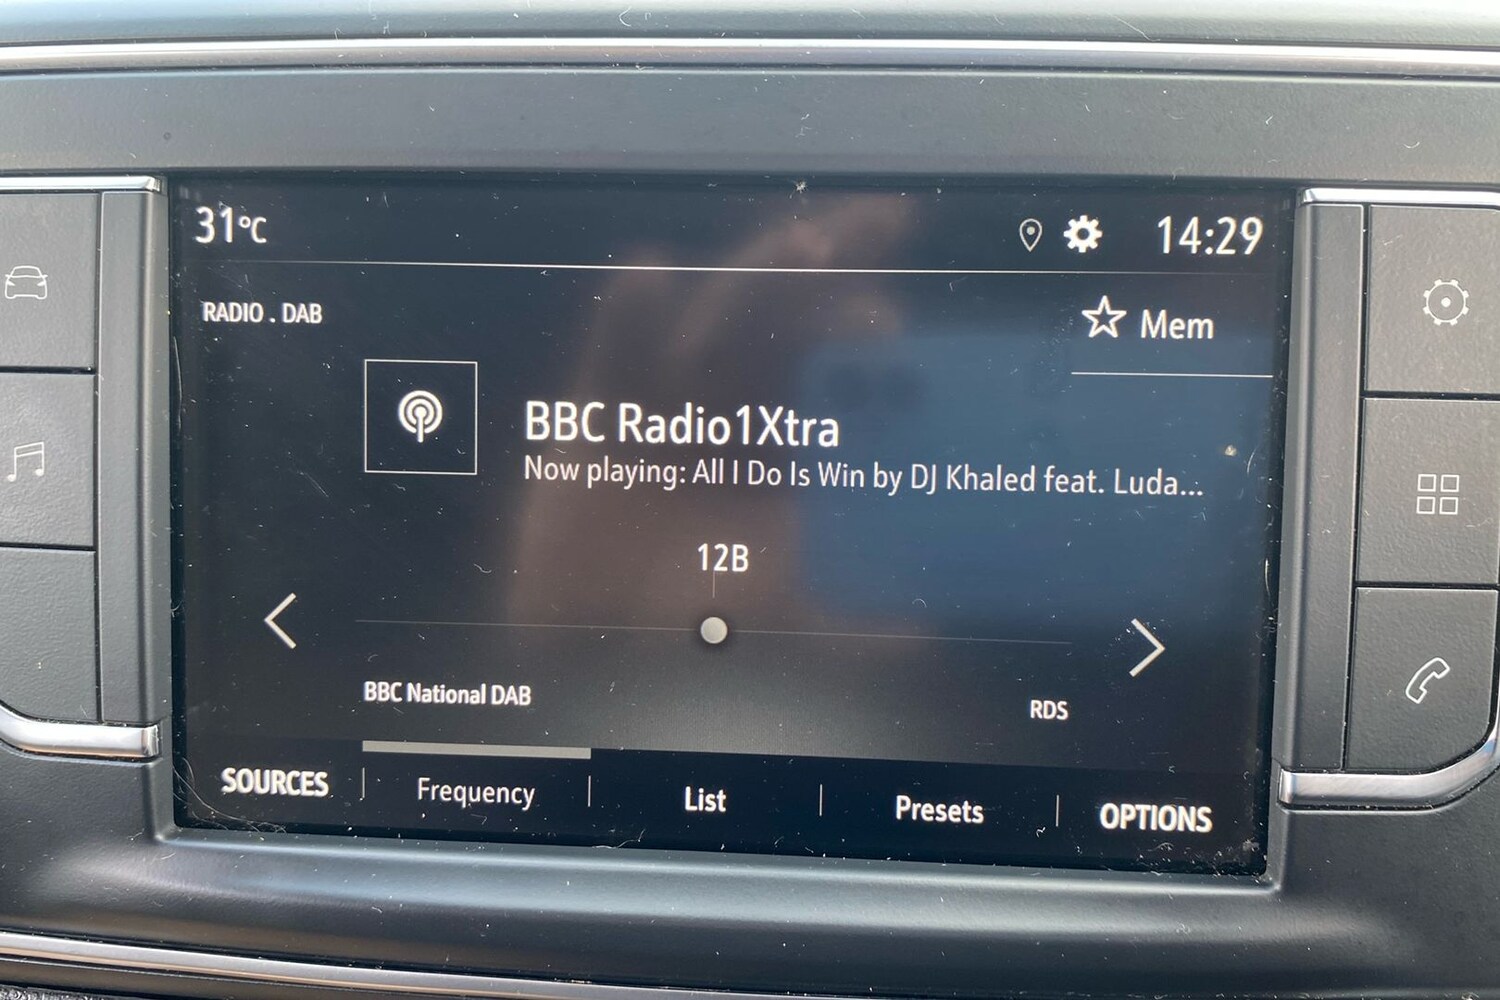 31°C
14:29
RADIO . DAB
Mem
BBC Radio1Xtra
Now playing: All I Do Is Win by DJ Khaled feat. Luda...
12B
BBC National DAB
RDS
SOURCES
Frequency
List
Presets
OPTIONS